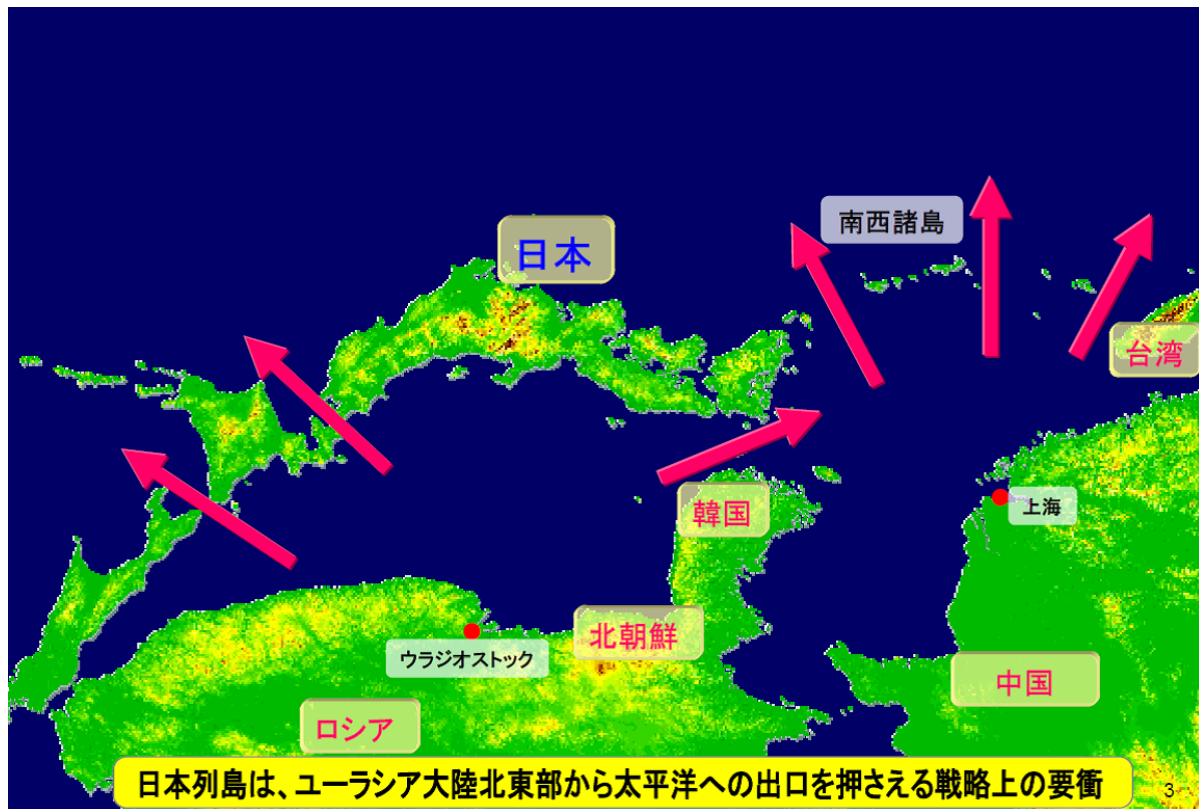 南西諸島
日本
台湾
韓国
上海
北朝鮮
ウラジオストック
中国
ロシア
日本列島は、ユーラシア大陸北東部から太平洋への出口を押さえる戦略上の要衝
3